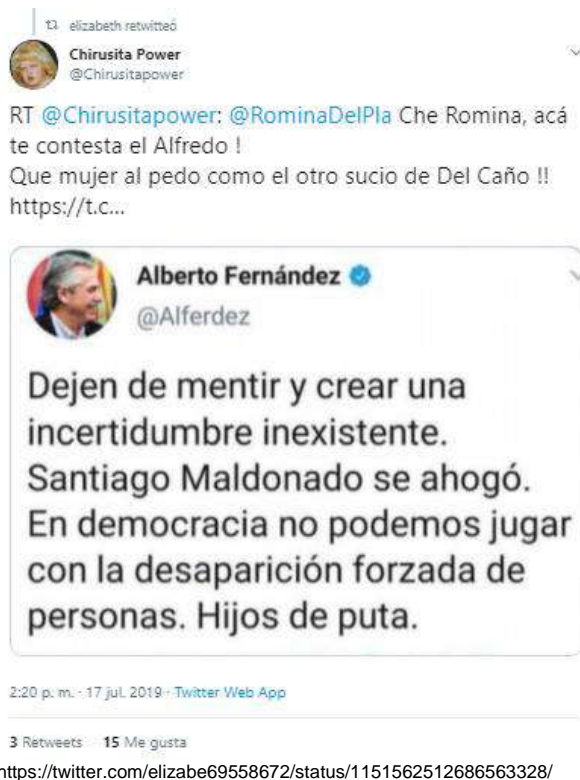 elizabeth retwitteó
Chirusita Power
@Chirusitapower
RT @Chirusitapower: @RominaDelPla Che Romina, acá
te contesta el Alfredo !
Que mujer al pedo como el otro sucio de Del Caño !!
https://t.c...
Alberto Fernández
@Alferdez
Dejen de mentir y crear una
incertidumbre inexistente.
Santiago Maldonado se ahogó.
En democracia no podemos jugar
con la desaparición forzada de
personas. Hijos de puta.
2:20 p. m. · 17 jul. 2019 · Twitter Web App
3 Retweets 15 Me gusta
https://twitter.com/elizabe69558672/status/1151562512686563328/